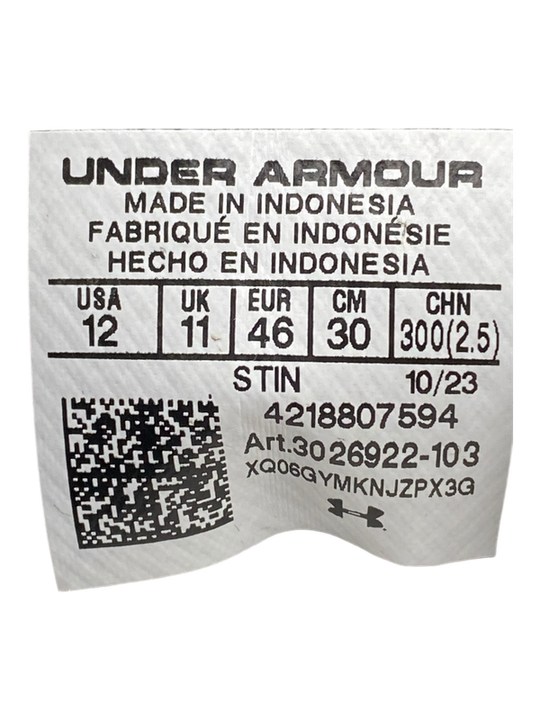 UNDER ARMOUR
MADE IN INDONESIA
FABRIQUÉ EN INDONÉSIE
HECHO EN INDONESIA
USA UK EUR CM CHN
12 11 46 30 300(2.5)
STIN 10/23
4218807594
Art.3026922-103
XQ06GYMKNJZPX3G